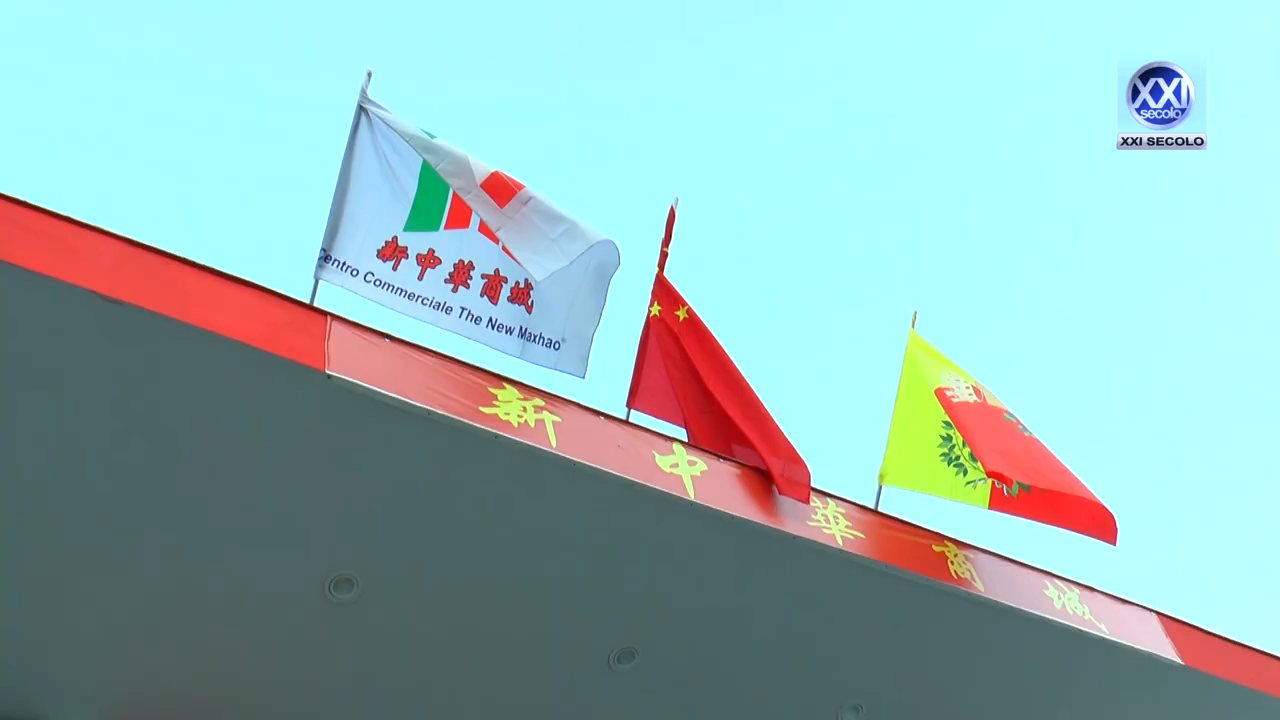 XXI
secolo
XXI SECOLO
新中華商城
Centro Commerciale The New Maxhao
新中華商城